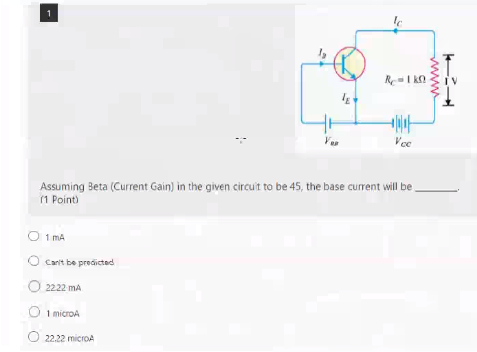 1
I_C
I_B
R_C = 1 kΩ
1 V
I_E
V_BB
V_CC
Assuming Beta (Current Gain) in the given circuit to be 45, the base current will be ________.
(1 Point)
1 mA
Can't be predicted
22.22 mA
1 microA
22.22 microA